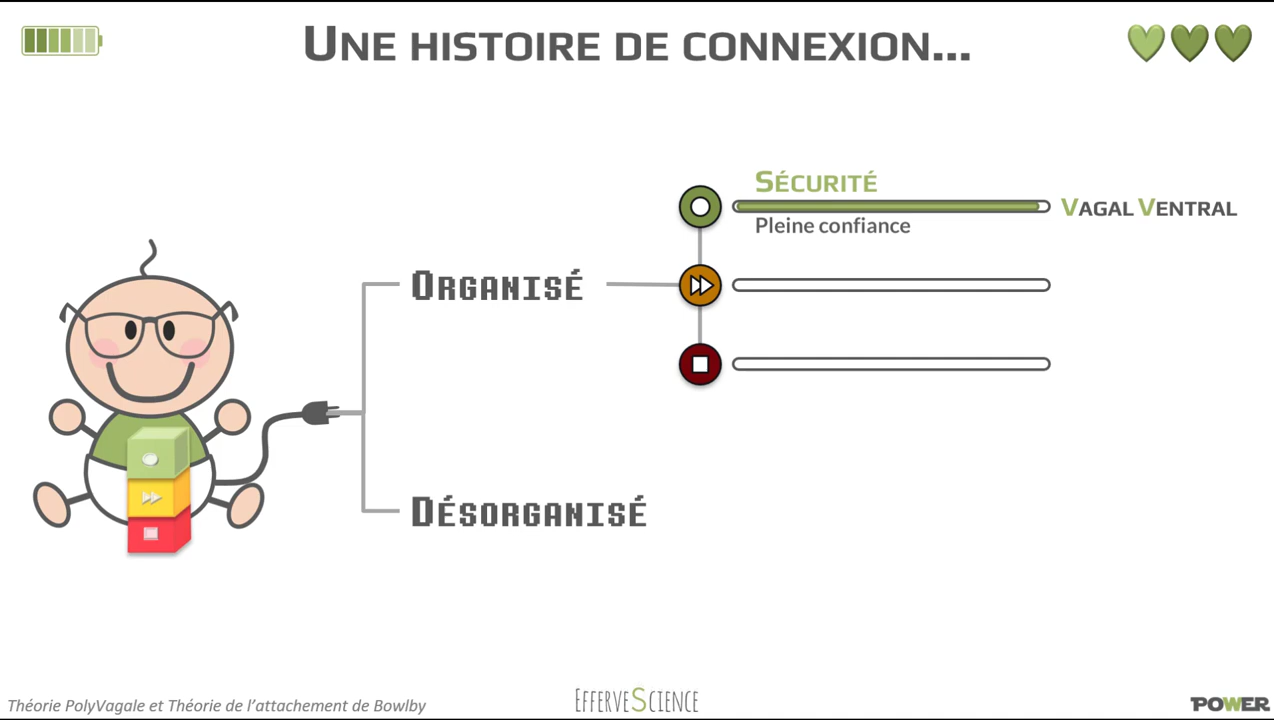 UNE HISTOIRE DE CONNEXION...
SÉCURITÉ
VAGAL VENTRAL
Pleine confiance
ORGANISÉ
DÉSORGANISÉ
Théorie PolyVagale et Théorie de l'attachement de Bowlby
EFFERVESCIENCE
POWER